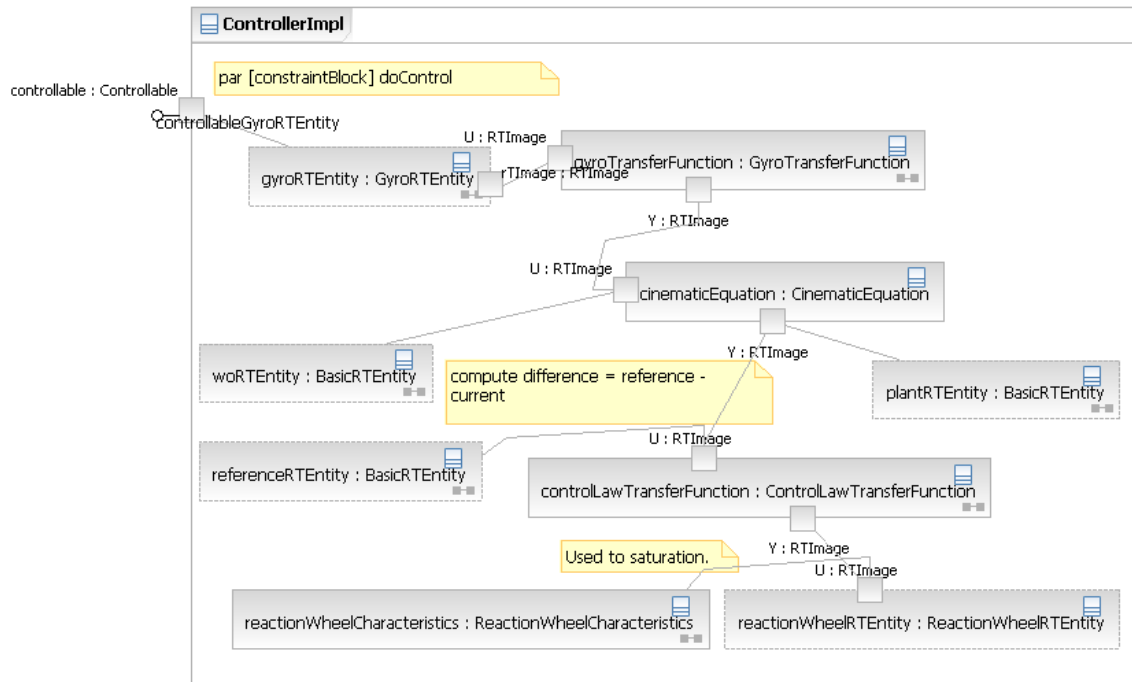 ControllerImpl
par [constraintBlock] doControl
controllable : Controllable
controllableGyroRTEntity
U : RTImage
gyroTransferFunction : GyroTransferFunction
gyroRTEntity : GyroRTEntity
rTImage : RTImage
Y : RTImage
U : RTImage
cinematicEquation : CinematicEquation
Y : RTImage
woRTEntity : BasicRTEntity
compute difference = reference -
current
plantRTEntity : BasicRTEntity
U : RTImage
referenceRTEntity : BasicRTEntity
controlLawTransferFunction : ControlLawTransferFunction
Y : RTImage
Used to saturation.
U : RTImage
reactionWheelCharacteristics : ReactionWheelCharacteristics
reactionWheelRTEntity : ReactionWheelRTEntity